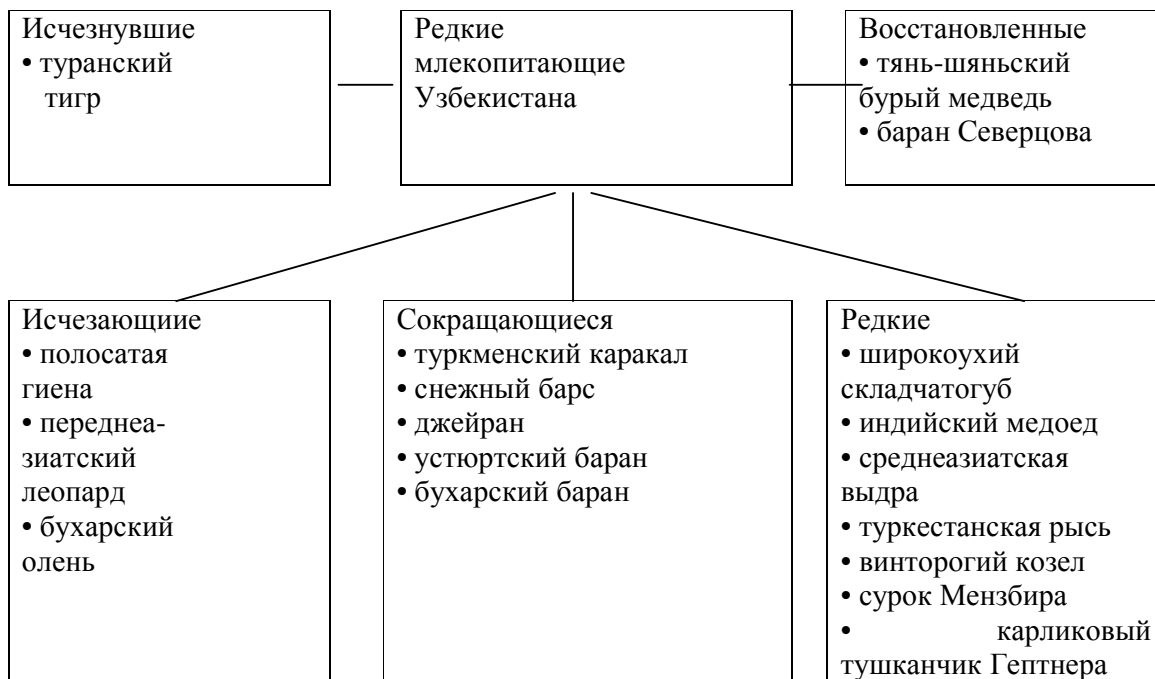 Исчезнувшие
• туранский
тигр
Редкие
млекопитающие
Узбекистана
Восстановленные
• тянь-шяньский
бурый медведь
• баран Северцова
Исчезающиие
• полосатая
гиена
• переднеа-
зиатский
леопард
• бухарский
олень
Сокращающиеся
• туркменский каракал
• снежный барс
• джейран
• устюртский баран
• бухарский баран
Редкие
• широкоухий
складчатогуб
• индийский медоед
• среднеазиатская
выдра
• туркестанская рысь
• винторогий козел
• сурок Мензбира
• карликовый
тушканчик Гептнера